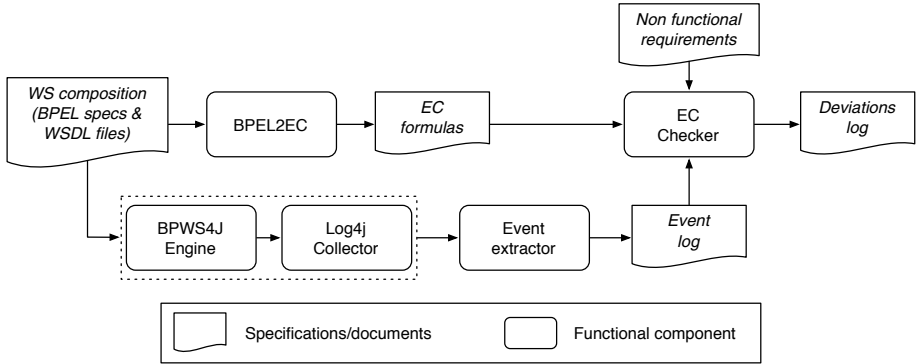 Non functional
requirements
WS composition
(BPEL specs &
WSDL files)
BPEL2EC
EC
formulas
EC
Checker
Deviations
log
BPWS4J
Engine
Log4j
Collector
Event
extractor
Event
log
Specifications/documents
Functional component